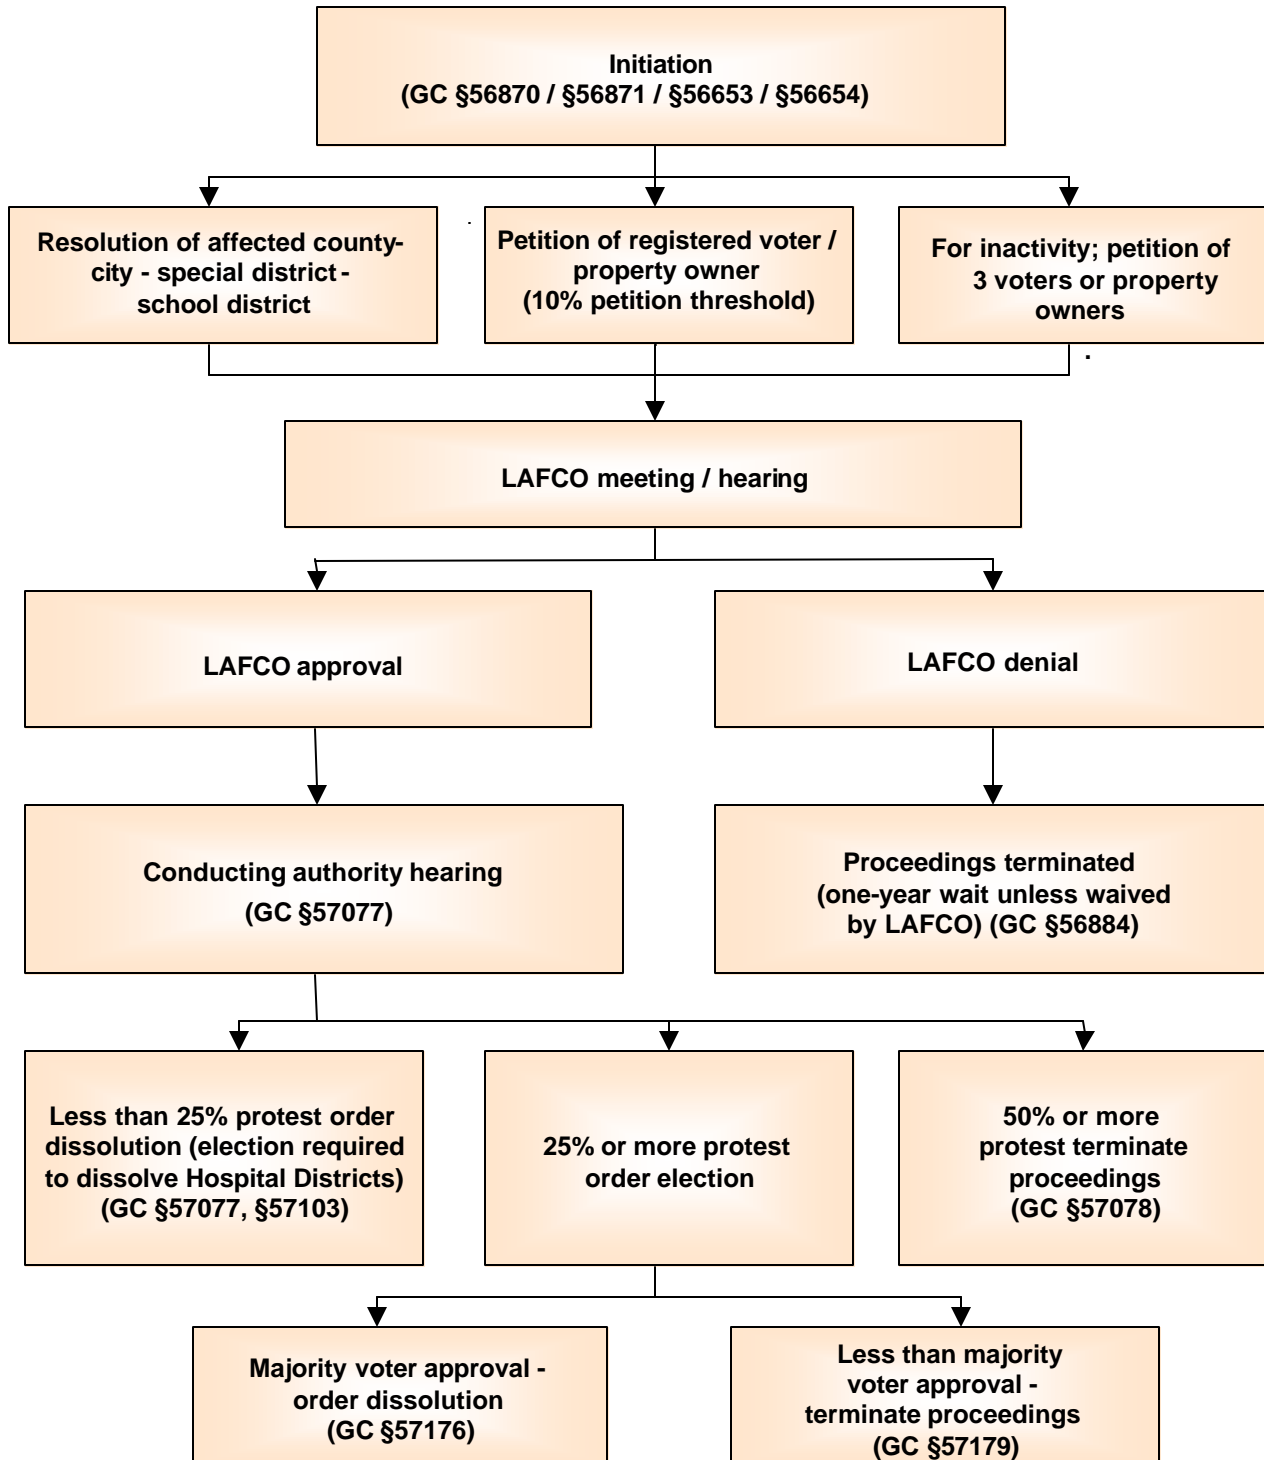 Initiation
(GC §56870 / §56871 / §56653 / §56654)
Resolution of affected county-
city - special district -
school district
Petition of registered voter /
property owner
(10% petition threshold)
For inactivity; petition of
3 voters or property
owners
LAFCO meeting / hearing
LAFCO approval
LAFCO denial
Conducting authority hearing
(GC §57077)
Proceedings terminated
(one-year wait unless waived
by LAFCO) (GC §56884)
Less than 25% protest order
dissolution (election required
to dissolve Hospital Districts)
(GC §57077, §57103)
25% or more protest
order election
50% or more
protest terminate
proceedings
(GC §57078)
Majority voter approval -
order dissolution
(GC §57176)
Less than majority
voter approval -
terminate proceedings
(GC §57179)